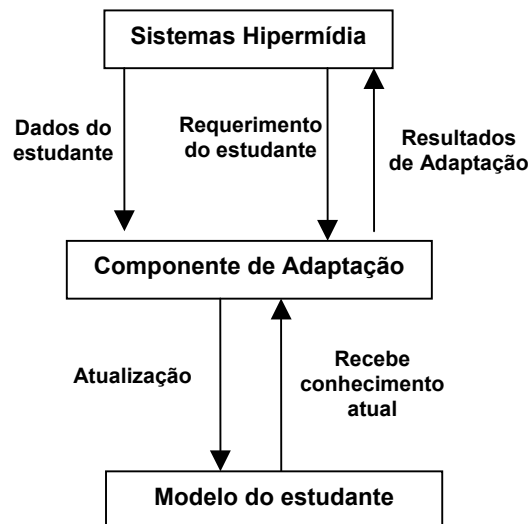 Sistemas Hipermídia
Dados do
estudante
Requerimento
do estudante
Resultados
de Adaptação
Componente de Adaptação
Atualização
Recebe
conhecimento
atual
Modelo do estudante